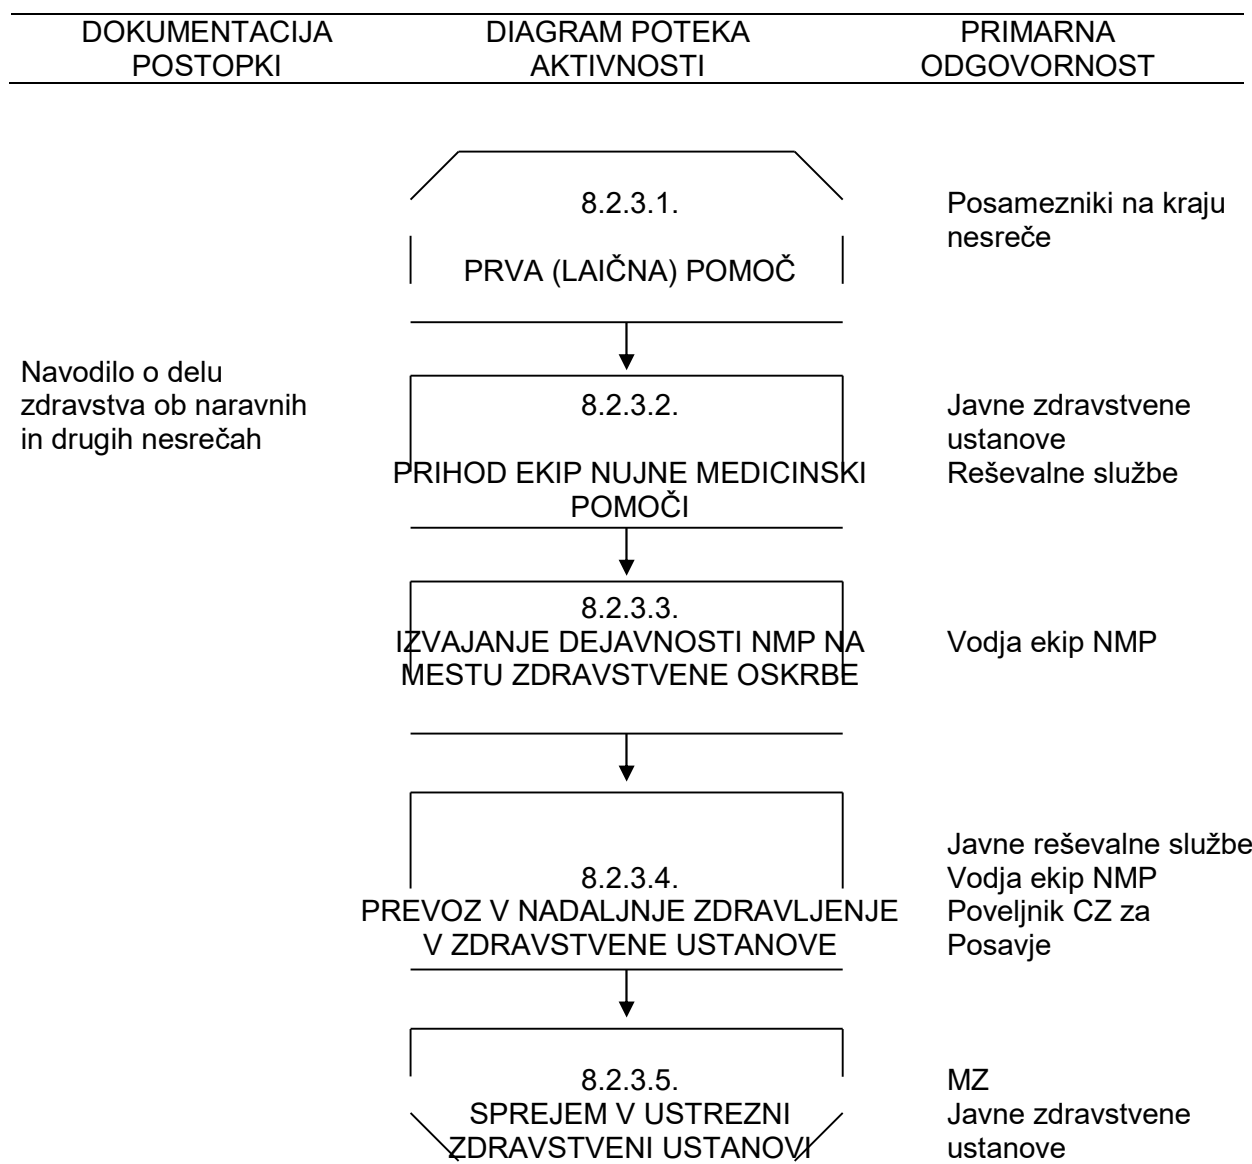 DOKUMENTACIJA
POSTOPKI
DIAGRAM POTEKA
AKTIVNOSTI
PRIMARNA
ODGOVORNOST
8.2.3.1.
PRVA (LAIČNA) POMOČ
Posamezniki na kraju
nesreče
Navodilo o delu
zdravstva ob naravnih
in drugih nesrečah
8.2.3.2.
PRIHOD EKIP NUJNE MEDICINSKI
POMOČI
Javne zdravstvene
ustanove
Reševalne službe
8.2.3.3.
IZVAJANJE DEJAVNOSTI NMP NA
MESTU ZDRAVSTVENE OSKRBE
Vodja ekip NMP
8.2.3.4.
PREVOZ V NADALJNJE ZDRAVLJENJE
V ZDRAVSTVENE USTANOVE
Javne reševalne službe
Vodja ekip NMP
Poveljnik CZ za
Posavje
8.2.3.5.
SPREJEM V USTREZNI
ZDRAVSTVENI USTANOVI
MZ
Javne zdravstvene
ustanove